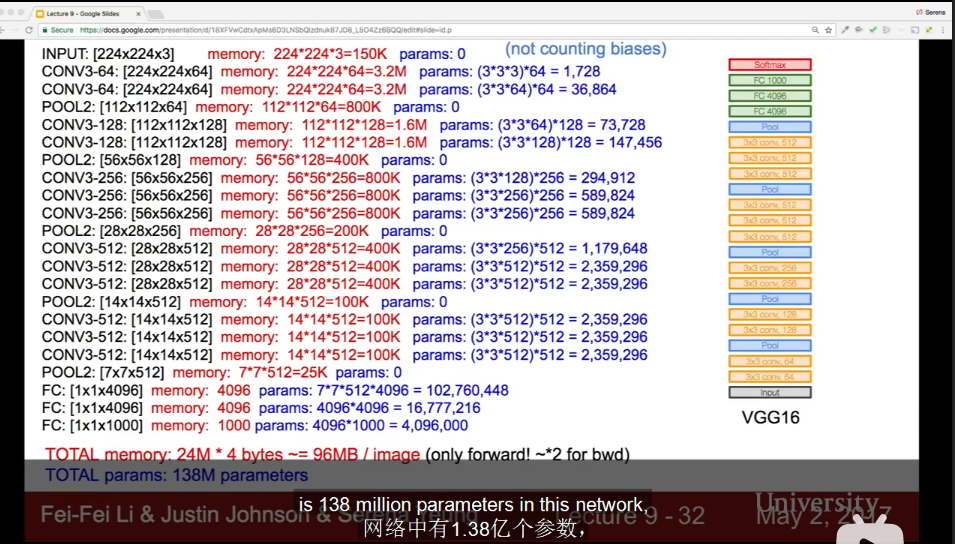 Lecture 9 - Google Slides
Serena
Secure
(not counting biases)
INPUT: [224x224x3] memory: 224*224*3=150K params: 0
CONV3-64: [224x224x64] memory: 224*224*64=3.2M params: (3*3*3)*64 = 1,728
CONV3-64: [224x224x64] memory: 224*224*64=3.2M params: (3*3*64)*64 = 36,864
POOL2: [112x112x64] memory: 112*112*64=800K params: 0
CONV3-128: [112x112x128] memory: 112*112*128=1.6M params: (3*3*64)*128 = 73,728
CONV3-128: [112x112x128] memory: 112*112*128=1.6M params: (3*3*128)*128 = 147,456
POOL2: [56x56x128] memory: 56*56*128=400K params: 0
CONV3-256: [56x56x256] memory: 56*56*256=800K params: (3*3*128)*256 = 294,912
CONV3-256: [56x56x256] memory: 56*56*256=800K params: (3*3*256)*256 = 589,824
CONV3-256: [56x56x256] memory: 56*56*256=800K params: (3*3*256)*256 = 589,824
POOL2: [28x28x256] memory: 28*28*256=200K params: 0
CONV3-512: [28x28x512] memory: 28*28*512=400K params: (3*3*256)*512 = 1,179,648
CONV3-512: [28x28x512] memory: 28*28*512=400K params: (3*3*512)*512 = 2,359,296
CONV3-512: [28x28x512] memory: 28*28*512=400K params: (3*3*512)*512 = 2,359,296
POOL2: [14x14x512] memory: 14*14*512=100K params: 0
CONV3-512: [14x14x512] memory: 14*14*512=100K params: (3*3*512)*512 = 2,359,296
CONV3-512: [14x14x512] memory: 14*14*512=100K params: (3*3*512)*512 = 2,359,296
CONV3-512: [14x14x512] memory: 14*14*512=100K params: (3*3*512)*512 = 2,359,296
POOL2: [7x7x512] memory: 7*7*512=25K params: 0
FC: [1x1x4096] memory: 4096 params: 7*7*512*4096 = 102,760,448
FC: [1x1x4096] memory: 4096 params: 4096*4096 = 16,777,216
FC: [1x1x1000] memory: 1000 params: 4096*1000 = 4,096,000
TOTAL memory: 24M * 4 bytes ~= 96MB / image (only forward! ~*2 for bwd)
TOTAL params: 138M parameters
Softmax
FC 1000
FC 4096
FC 4096
Pool
3x3 conv, 512
3x3 conv, 512
3x3 conv, 512
Pool
3x3 conv, 512
3x3 conv, 512
3x3 conv, 512
Pool
3x3 conv, 256
3x3 conv, 256
Pool
3x3 conv, 128
3x3 conv, 128
Pool
3x3 conv, 64
3x3 conv, 64
Input
VGG16
is 138 million parameters in this network,
网络中有1.38亿个参数，
Fei-Fei Li & Justin Johnson & Serena Yeung
Lecture 9 - 32
University
May 2, 2017